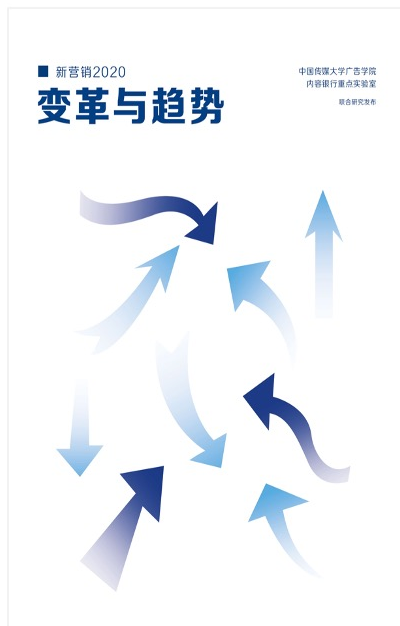 新营销2020
变革与趋势
中国传媒大学广告学院
内容银行重点实验室
联合研究发布